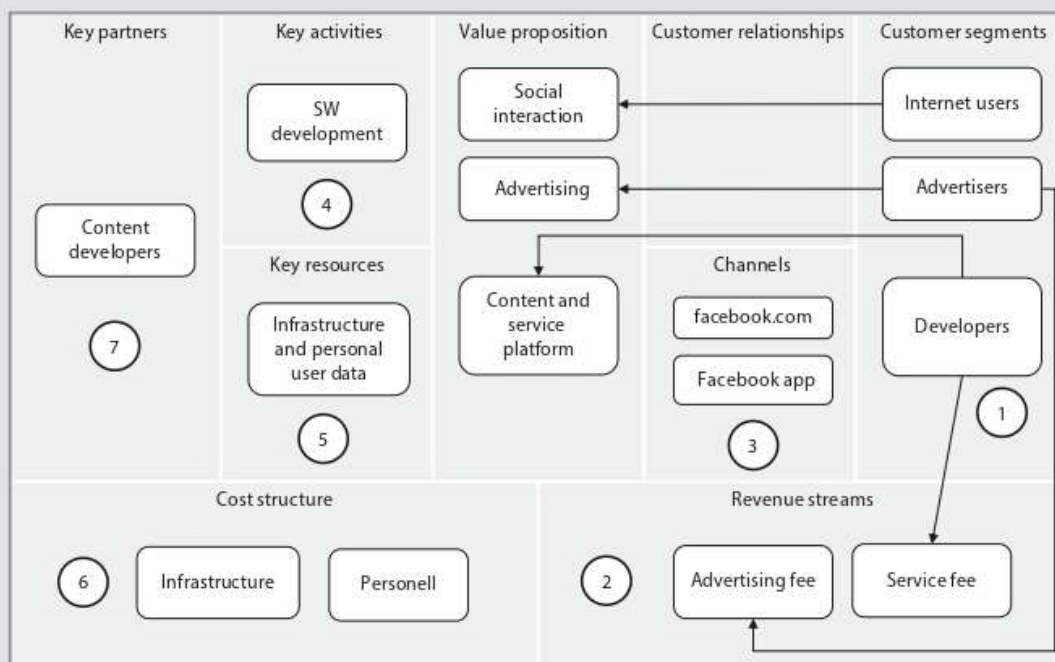 Key partners
Key activities
Value proposition
Customer relationships
Customer segments
SW
development
4
Social
interaction
Internet users
Advertising
Advertisers
Content
developers
7
Key resources
Infrastructure
and personal
user data
5
Content and
service
platform
Channels
facebook.com
Facebook app
3
Developers
1
Cost structure
6
Infrastructure
Personell
Revenue streams
2
Advertising fee
Service fee